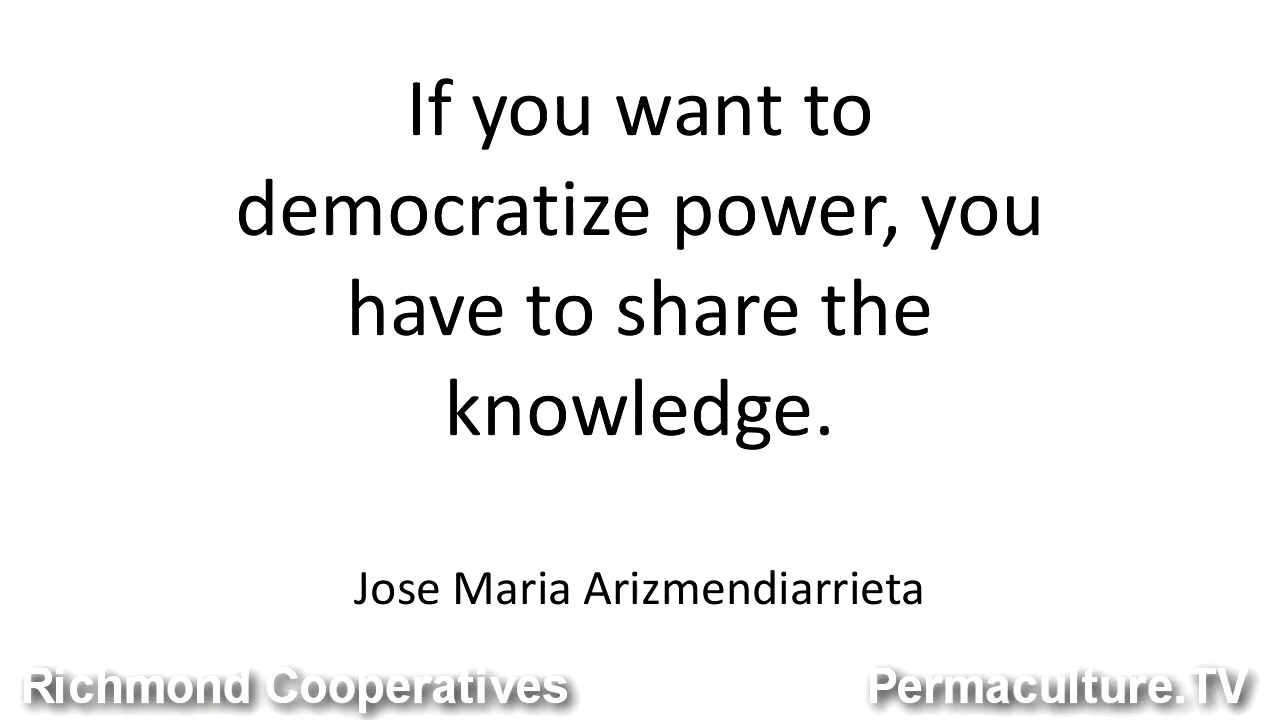 If you want to
democratize power, you
have to share the
knowledge.
Jose Maria Arizmendiarrieta
Richmond Cooperatives
Permaculture.TV